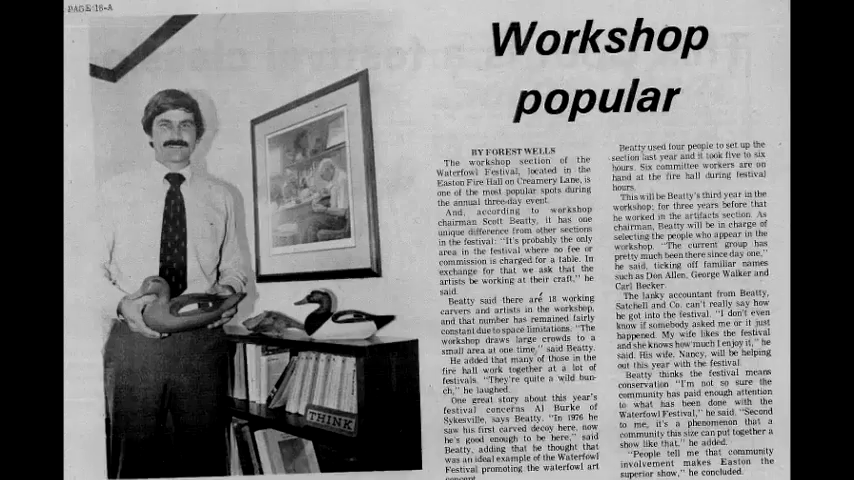 PAGE 16-A
Workshop
popular
BY FOREST WELLS
The workshop section of the
Waterfowl Festival, located in the
Easton Fire Hall on Creamery Lane, is
one of the most popular spots during
the annual three-day event.
And, according to workshop
chairman Scott Beatty, it has one
unique difference from other sections
in the festival: "It's probably the only
area in the festival where no fee or
commission is charged for a table. In
exchange for that we ask that the
artists be working at their craft," he
said.
Beatty said there are 18 working
carvers and artists in the workshop,
and that number has remained fairly
constant due to space limitations. "The
workshop draws large crowds to a
small area at one time," said Beatty.
He added that many of those in the
fire hall work together at a lot of
festivals. "They're quite a wild bun-
ch," he laughed.
One great story about this year's
festival concerns Al Burke of
Sykesville, says Beatty. "In 1976 he
saw his first carved decoy here, now
he's good enough to be here," said
Beatty, adding that he thought that
was an ideal example of the Waterfowl
Festival promoting the waterfowl art
concept.
Beatty used four people to set up the
section last year and it took five to six
hours. Six committee workers are on
hand at the fire hall during festival
hours.
This will be Beatty's third year in the
workshop; for three years before that
he worked in the artifacts section. As
chairman, Beatty will be in charge of
selecting the people who appear in the
workshop. "The current group has
pretty much been there since day one,"
he said, ticking off familiar names
such as Don Allen, George Walker and
Carl Becker.
The lanky accountant from Beatty,
Satchell and Co. can't really say how
he got into the festival. "I don't even
know if somebody asked me or it just
happened. My wife likes the festival
and she knows how much I enjoy it," he
said. His wife, Nancy, will be helping
out this year with the festival.
Beatty thinks the festival means
conservation "I'm not so sure the
community has paid enough attention
to what has been done with the
Waterfowl Festival," he said. "Second
to me, it's a phenomenon that a
community this size can put together a
show like that," he added.
"People tell me that community
involvement makes Easton the
superior show," he concluded.
THINK